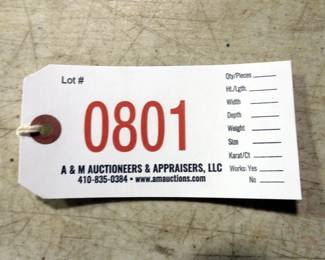 Lot #
0801
A & M AUCTIONEERS & APPRAISERS, LLC
410-835-0384 • www.amauctions.com
Qty/Pieces
Ht./Lgth.
Width
Depth
Weight
Size
Karat/Ct
Works: Yes
No